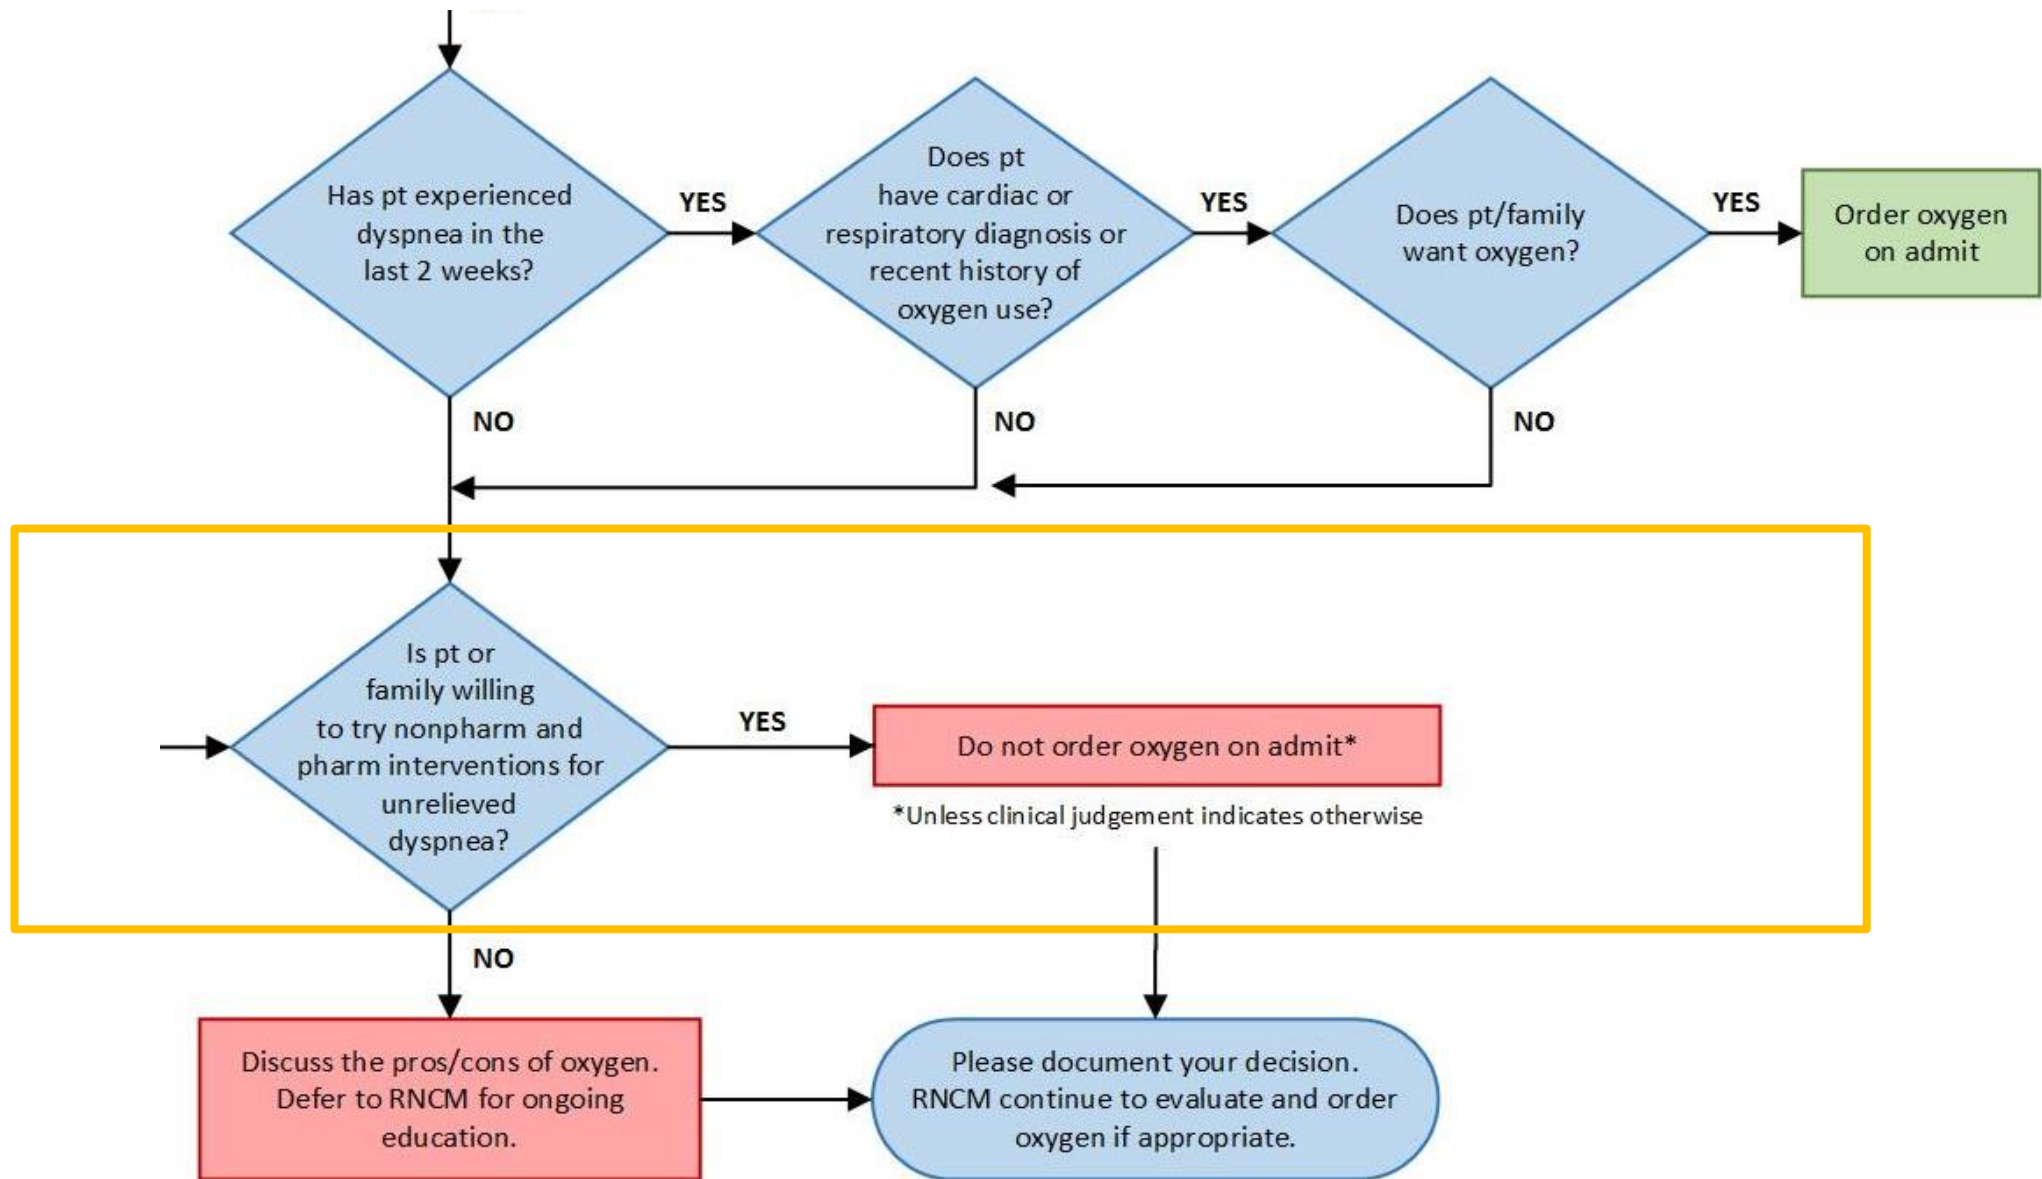 Has pt experienced
dyspnea in the
last 2 weeks?
YES
Does pt
have cardiac or
respiratory diagnosis or
recent history of
oxygen use?
YES
Does pt/family
want oxygen?
YES
Order oxygen
on admit
NO
NO
NO
Is pt or
family willing
to try nonpharm and
pharm interventions for
unrelieved
dyspnea?
YES
Do not order oxygen on admit*
*Unless clinical judgement indicates otherwise
NO
Discuss the pros/cons of oxygen.
Defer to RNCM for ongoing
education.
Please document your decision.
RNCM continue to evaluate and order
oxygen if appropriate.